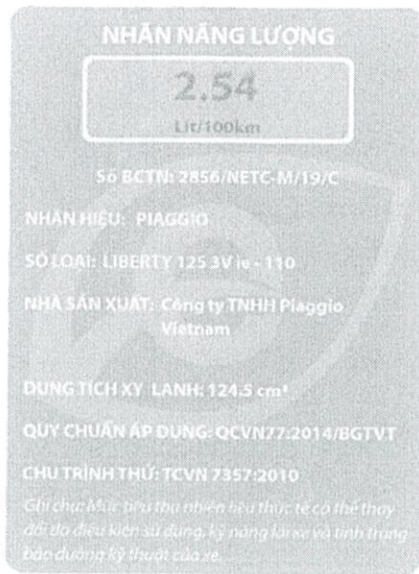 NHÃN NĂNG LƯỢNG
2.54
Lít/100km
Số BCTN: 2856/NETC-M/19/C
NHÃN HIỆU: PIAGGIO
SỐ LOẠI: LIBERTY 125 3V ie - 110
NHÀ SẢN XUẤT: Công ty TNHH Piaggio
Vietnam
DUNG TÍCH XY LANH: 124.5 cm³
QUY CHUẨN ÁP DỤNG: QCVN77:2014/BGTVT
CHU TRÌNH THỬ: TCVN 7357:2010
Ghi chú: Mức tiêu thụ nhiên liệu thực tế có thể thay
đổi do điều kiện sử dụng, kỹ năng lái xe và tình trạng
bảo dưỡng kỹ thuật của xe.